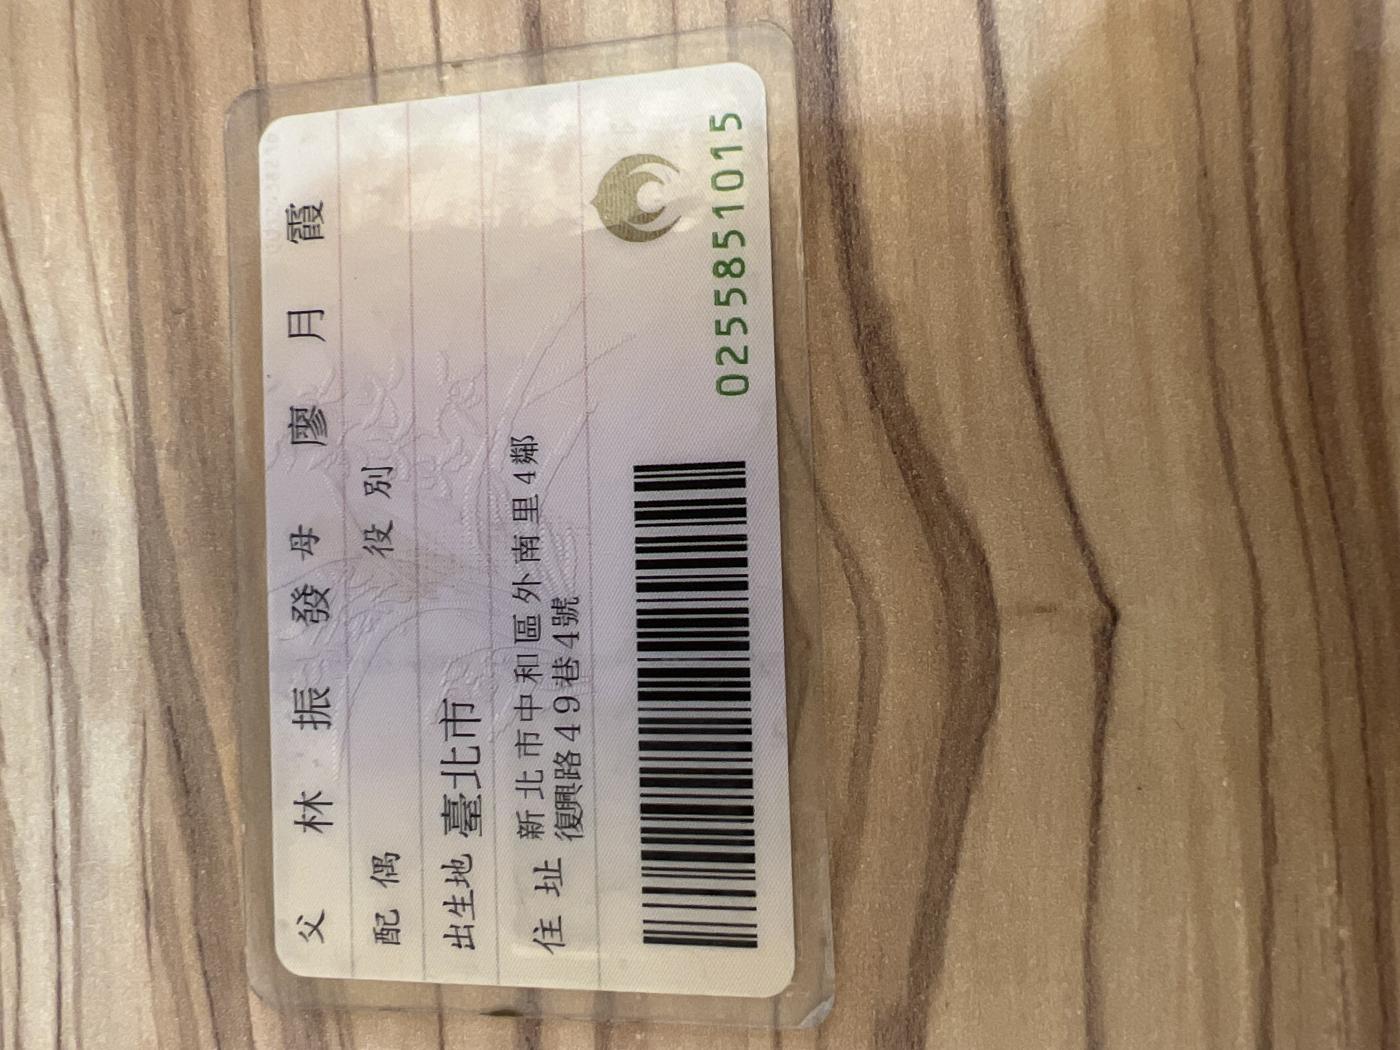 父 林 振 發 母 廖 月 霞
配偶 役別
出生地 臺北市
住址 新北市中和區外南里4鄰
復興路49巷4號
0255851015